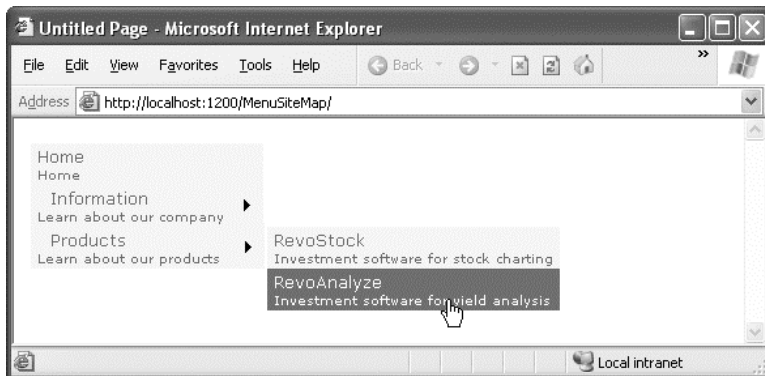 Untitled Page - Microsoft Internet Explorer
File Edit View Favorites Tools Help Back »
Address http://localhost:1200/MenuSiteMap/
Home
Home
Information
Learn about our company
Products
Learn about our products
RevoStock
Investment software for stock charting
RevoAnalyze
Investment software for yield analysis
Local intranet